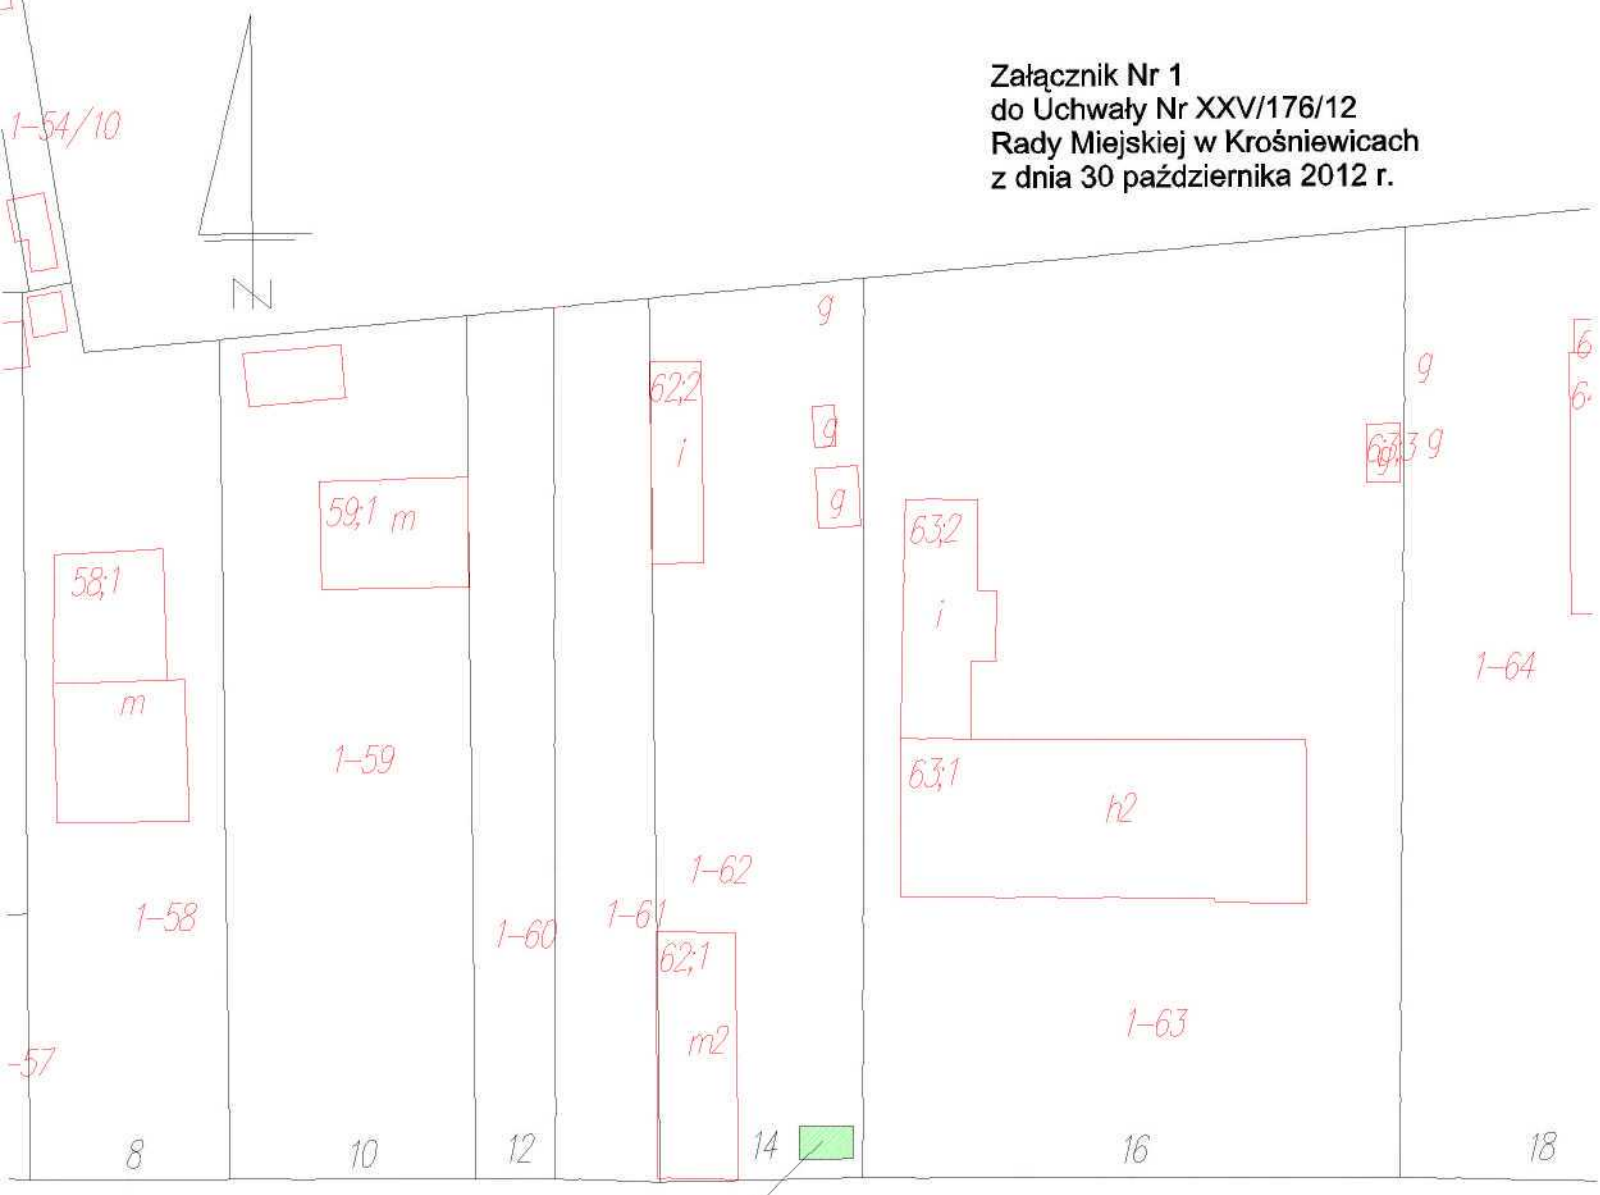 Załącznik Nr 1
do Uchwały Nr XXV/176/12
Rady Miejskiej w Krośniewicach
z dnia 30 października 2012 r.
1-54/10
N
g
g
62;2
i
g
63;3
g
g
59;1 m
g
63;2
58;1
i
1-64
m
1-59
63;1
h2
1-62
1-58
1-61
1-60
62;1
1-63
m2
-57
8
10
12
14
16
18